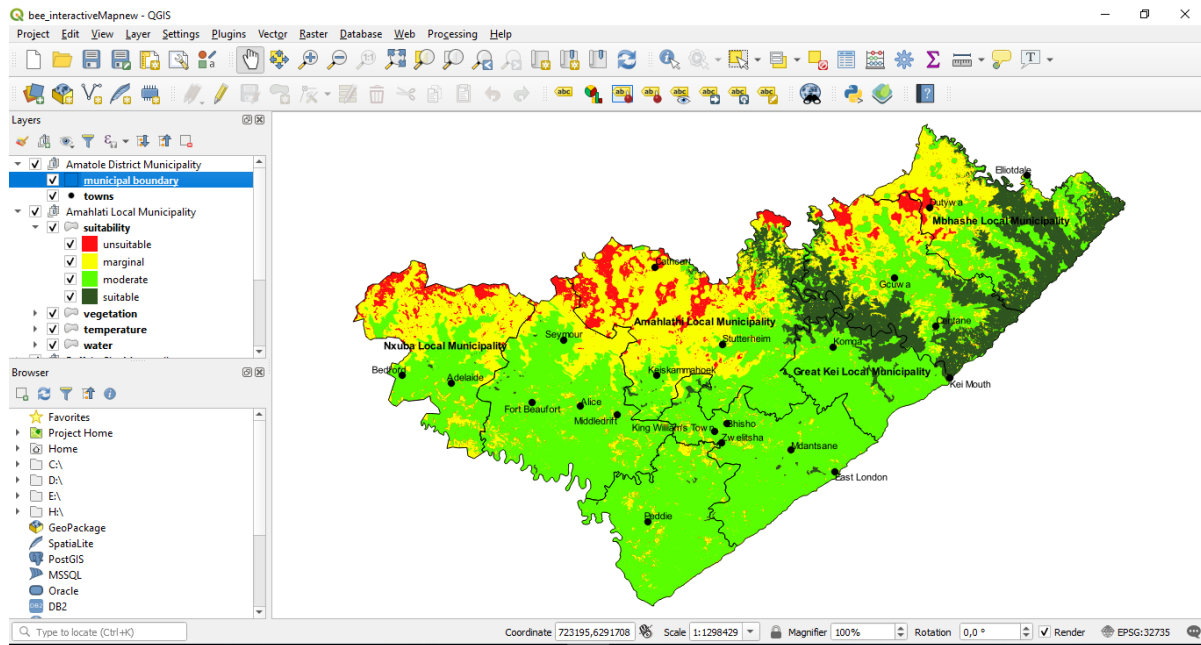 bee_interactiveMapnew - QGIS
Project Edit View Layer Settings Plugins Vector Raster Database Web Processing Help
Layers
Amatole District Municipality
municipal boundary
towns
Amahlati Local Municipality
suitability
unsuitable
marginal
moderate
suitable
vegetation
temperature
water
Browser
Favorites
Project Home
Home
C:\
D:\
E:\
H:\
GeoPackage
SpatiaLite
PostGIS
MSSQL
Oracle
DB2
Elliotdale
Dutywa
Mbhashe Local Municipality
Cathcart
Gcuwa
Amahlathi Local Municipality
Centane
Seymour
Stutterheim
Komga
Nxuba Local Municipality
Bedford
Adelaide
Keiskammahoek
Great Kei Local Municipality
Kei Mouth
Fort Beaufort
Alice
Middledrift
King William's Town
Bhisho
Zwelitsha
Mdantsane
East London
Peddie
Type to locate (Ctrl+K)
Coordinate 723195,6291708 Scale 1:1298429 Magnifier 100% Rotation 0,0 ° Render EPSG:32735